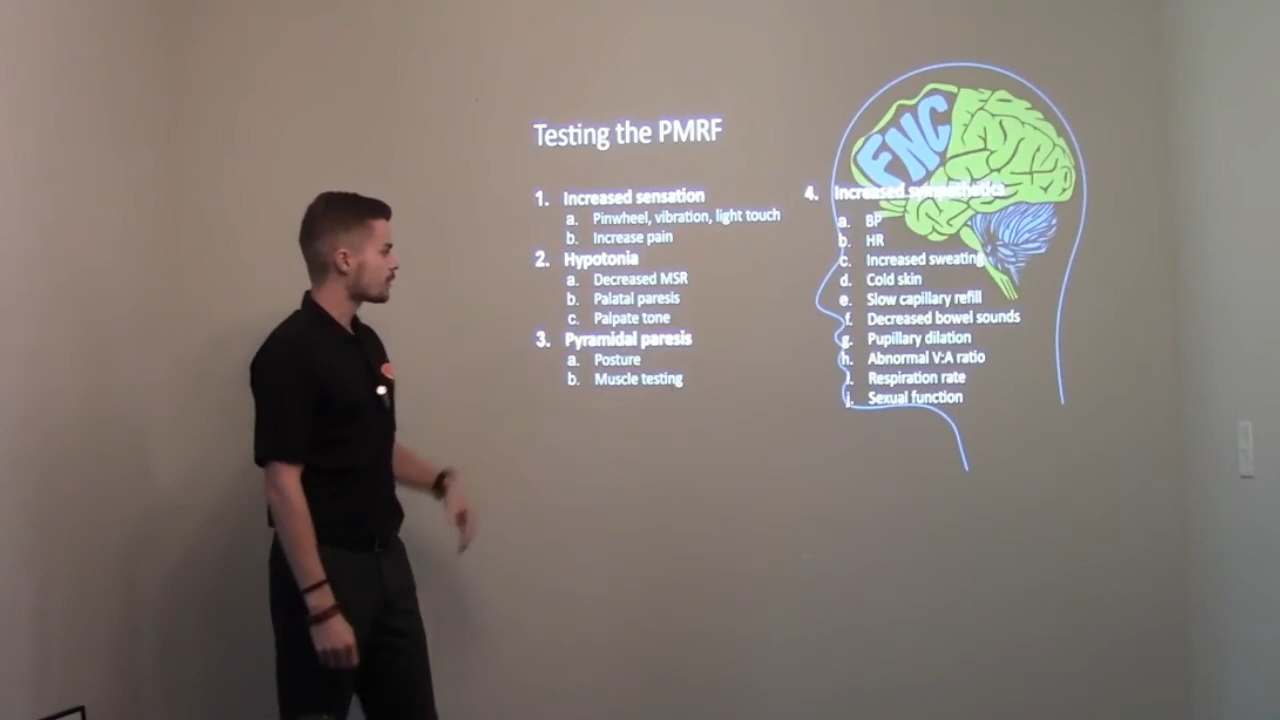 Testing the PMRF
1. Increased sensation
a. Pinwheel, vibration, light touch
b. Increase pain
2. Hypotonia
a. Decreased MSR
b. Palatal paresis
c. Palpate tone
3. Pyramidal paresis
a. Posture
b. Muscle testing
FNC
4. Increased sympathetics
a. BP
b. HR
c. Increased sweating
d. Cold skin
e. Slow capillary refill
f. Decreased bowel sounds
g. Pupillary dilation
h. Abnormal V:A ratio
i. Respiration rate
j. Sexual function